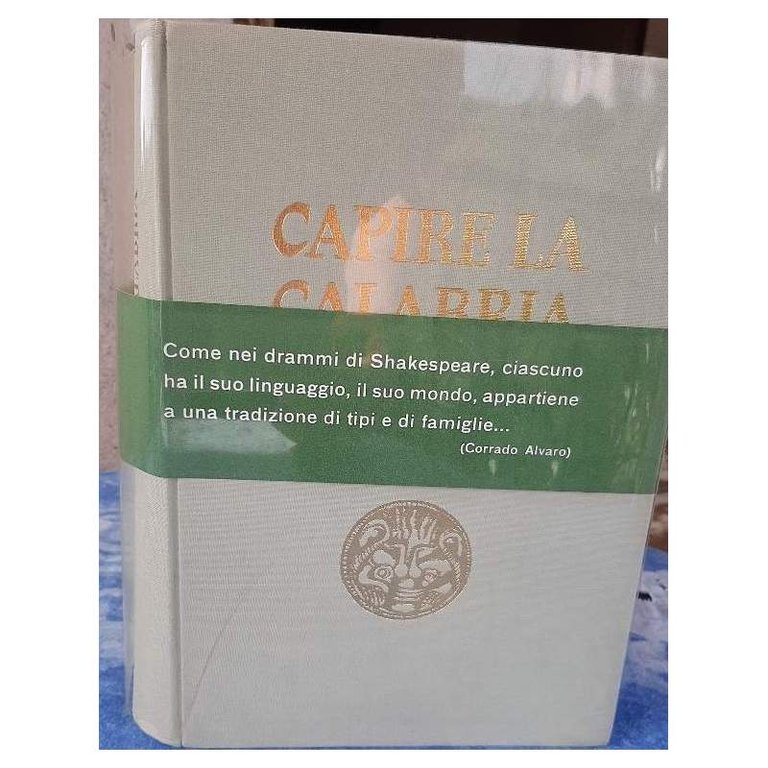 CAPIRE LA
CALABRIA
Come nei drammi di Shakespeare, ciascuno
ha il suo linguaggio, il suo mondo, appartiene
a una tradizione di tipi e di famiglie...
(Corrado Alvaro)